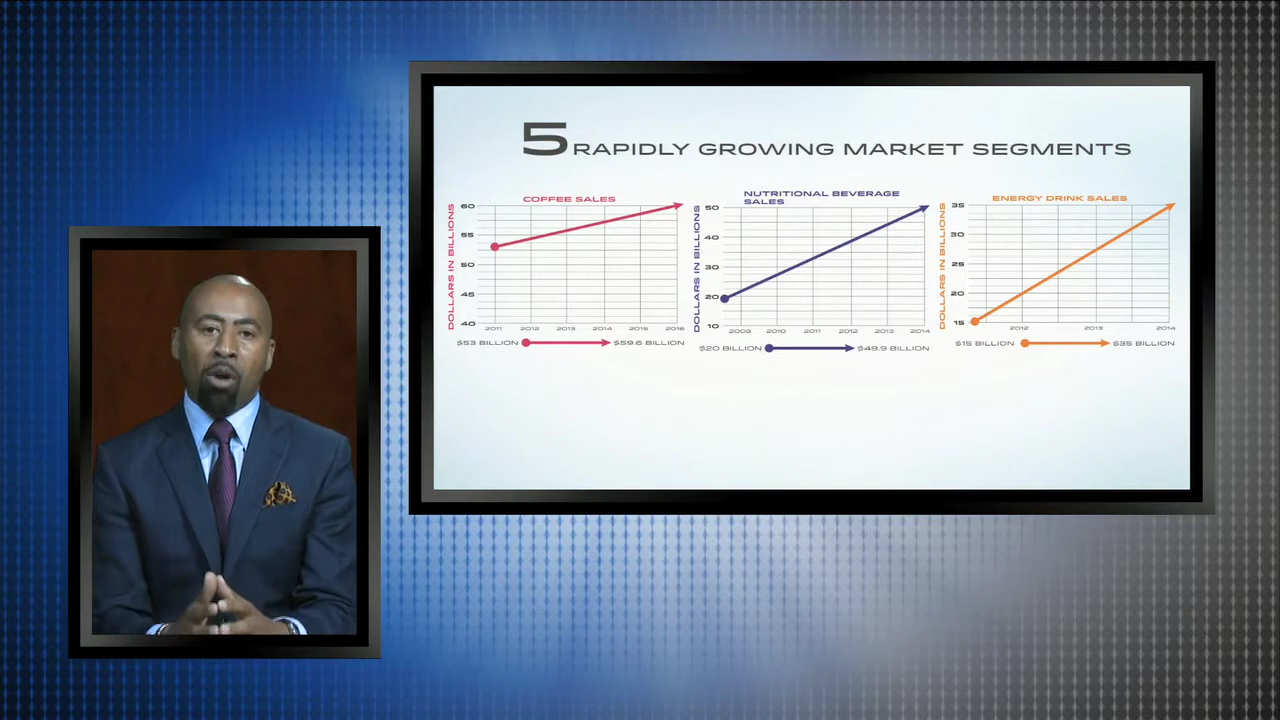 5 RAPIDLY GROWING MARKET SEGMENTS
COFFEE SALES
DOLLARS IN BILLIONS
60
55
50
45
40
2011 2012 2013 2014 2015 2016
$53 BILLION $59.6 BILLION
NUTRITIONAL BEVERAGE
SALES
DOLLARS IN BILLIONS
50
40
30
20
10
2009 2010 2011 2012 2013 2014
$20 BILLION $49.9 BILLION
ENERGY DRINK SALES
DOLLARS IN BILLIONS
35
30
25
20
15
2012 2013 2014
$15 BILLION $35 BILLION